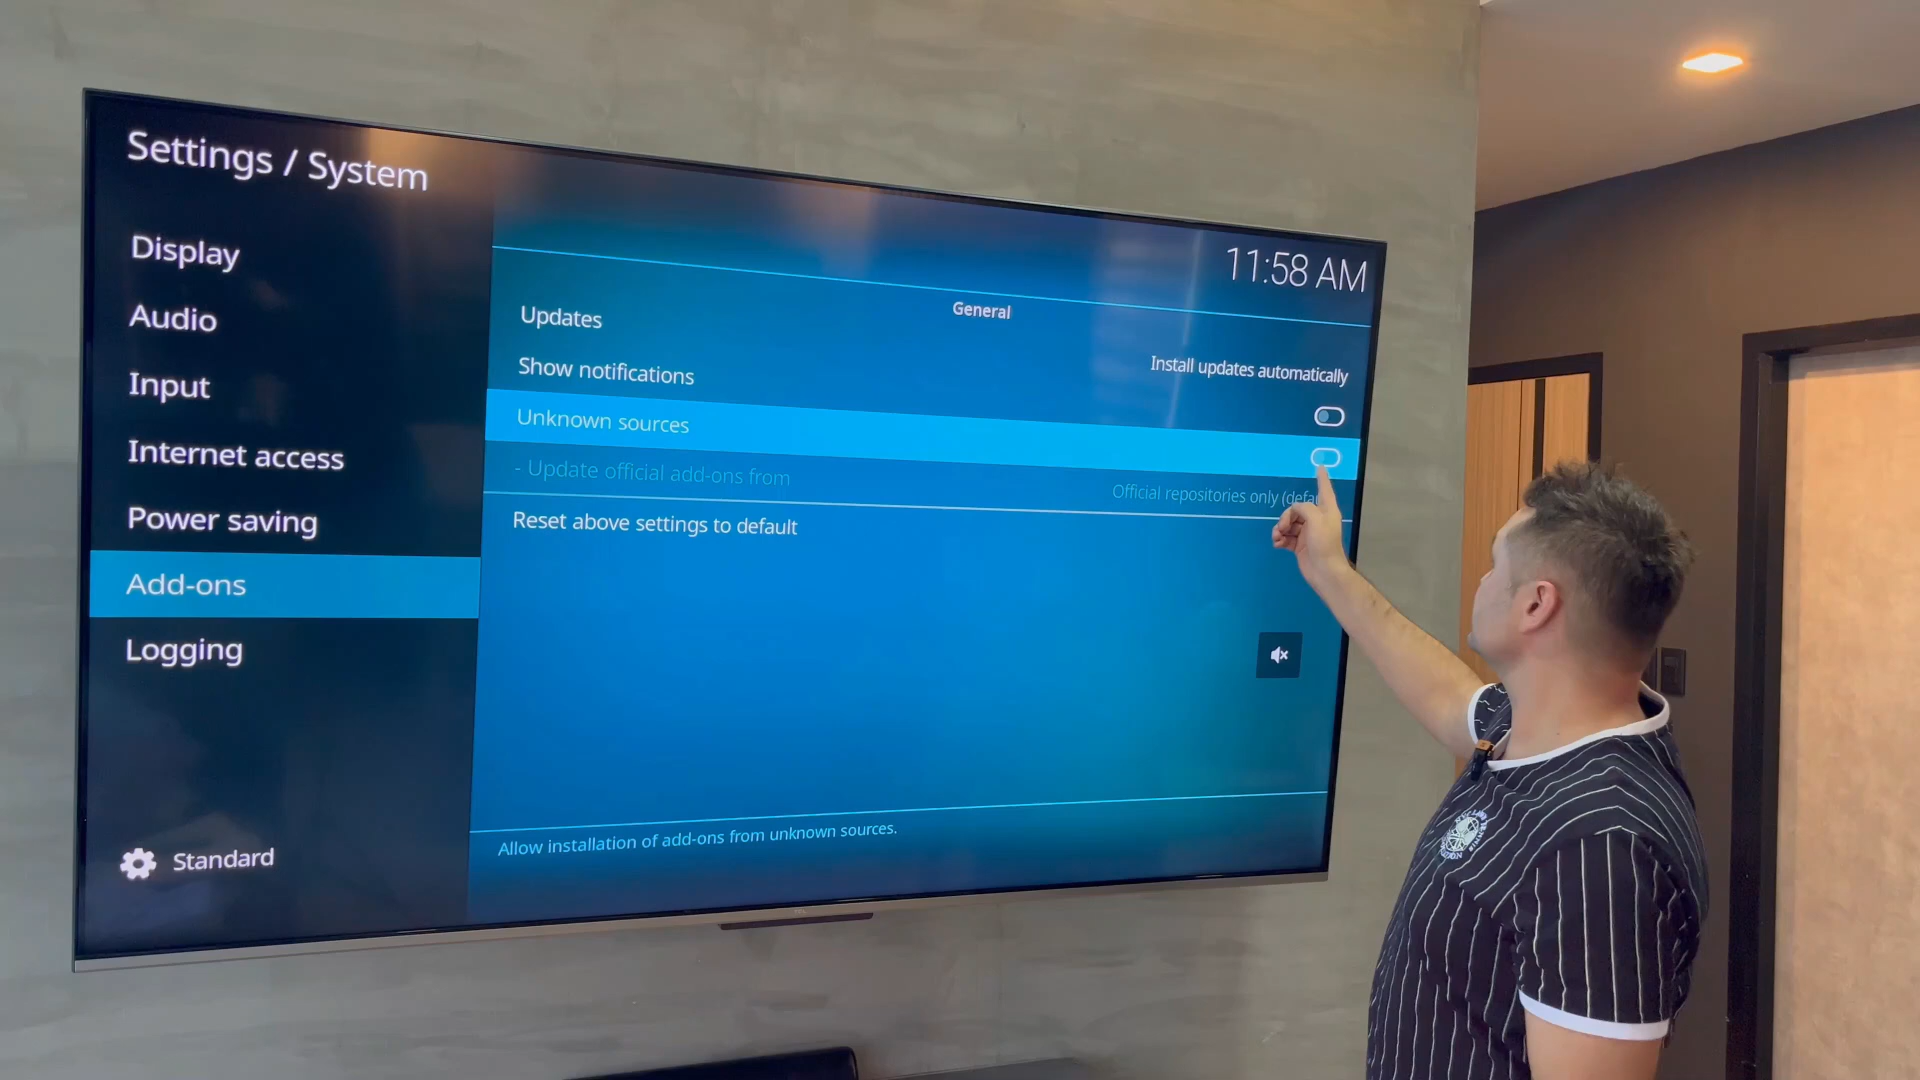 Settings / System
11:58 AM
Display
Audio
Input
Internet access
Power saving
Add-ons
Logging
Standard
General
Updates
Install updates automatically
Show notifications
Unknown sources
- Update official add-ons from
Official repositories only
Reset above settings to default
Allow installation of add-ons from unknown sources.